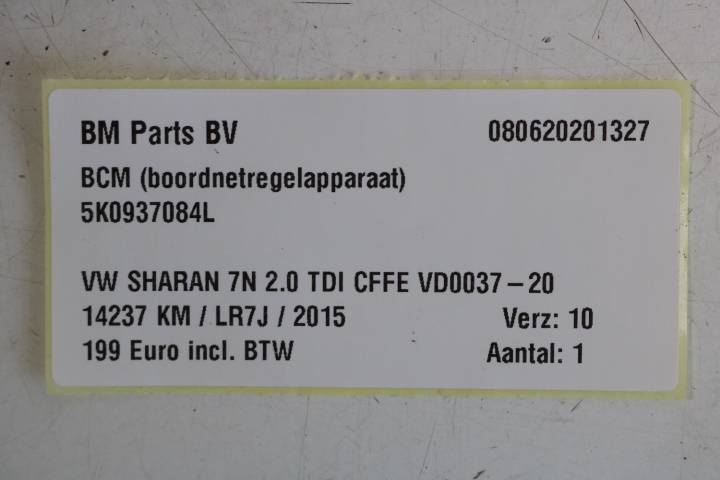 BM Parts BV 080620201327
BCM (boordnetregelapparaat)
5K0937084L
VW SHARAN 7N 2.0 TDI CFFE VD0037 – 20
14237 KM / LR7J / 2015 Verz: 10
199 Euro incl. BTW Aantal: 1